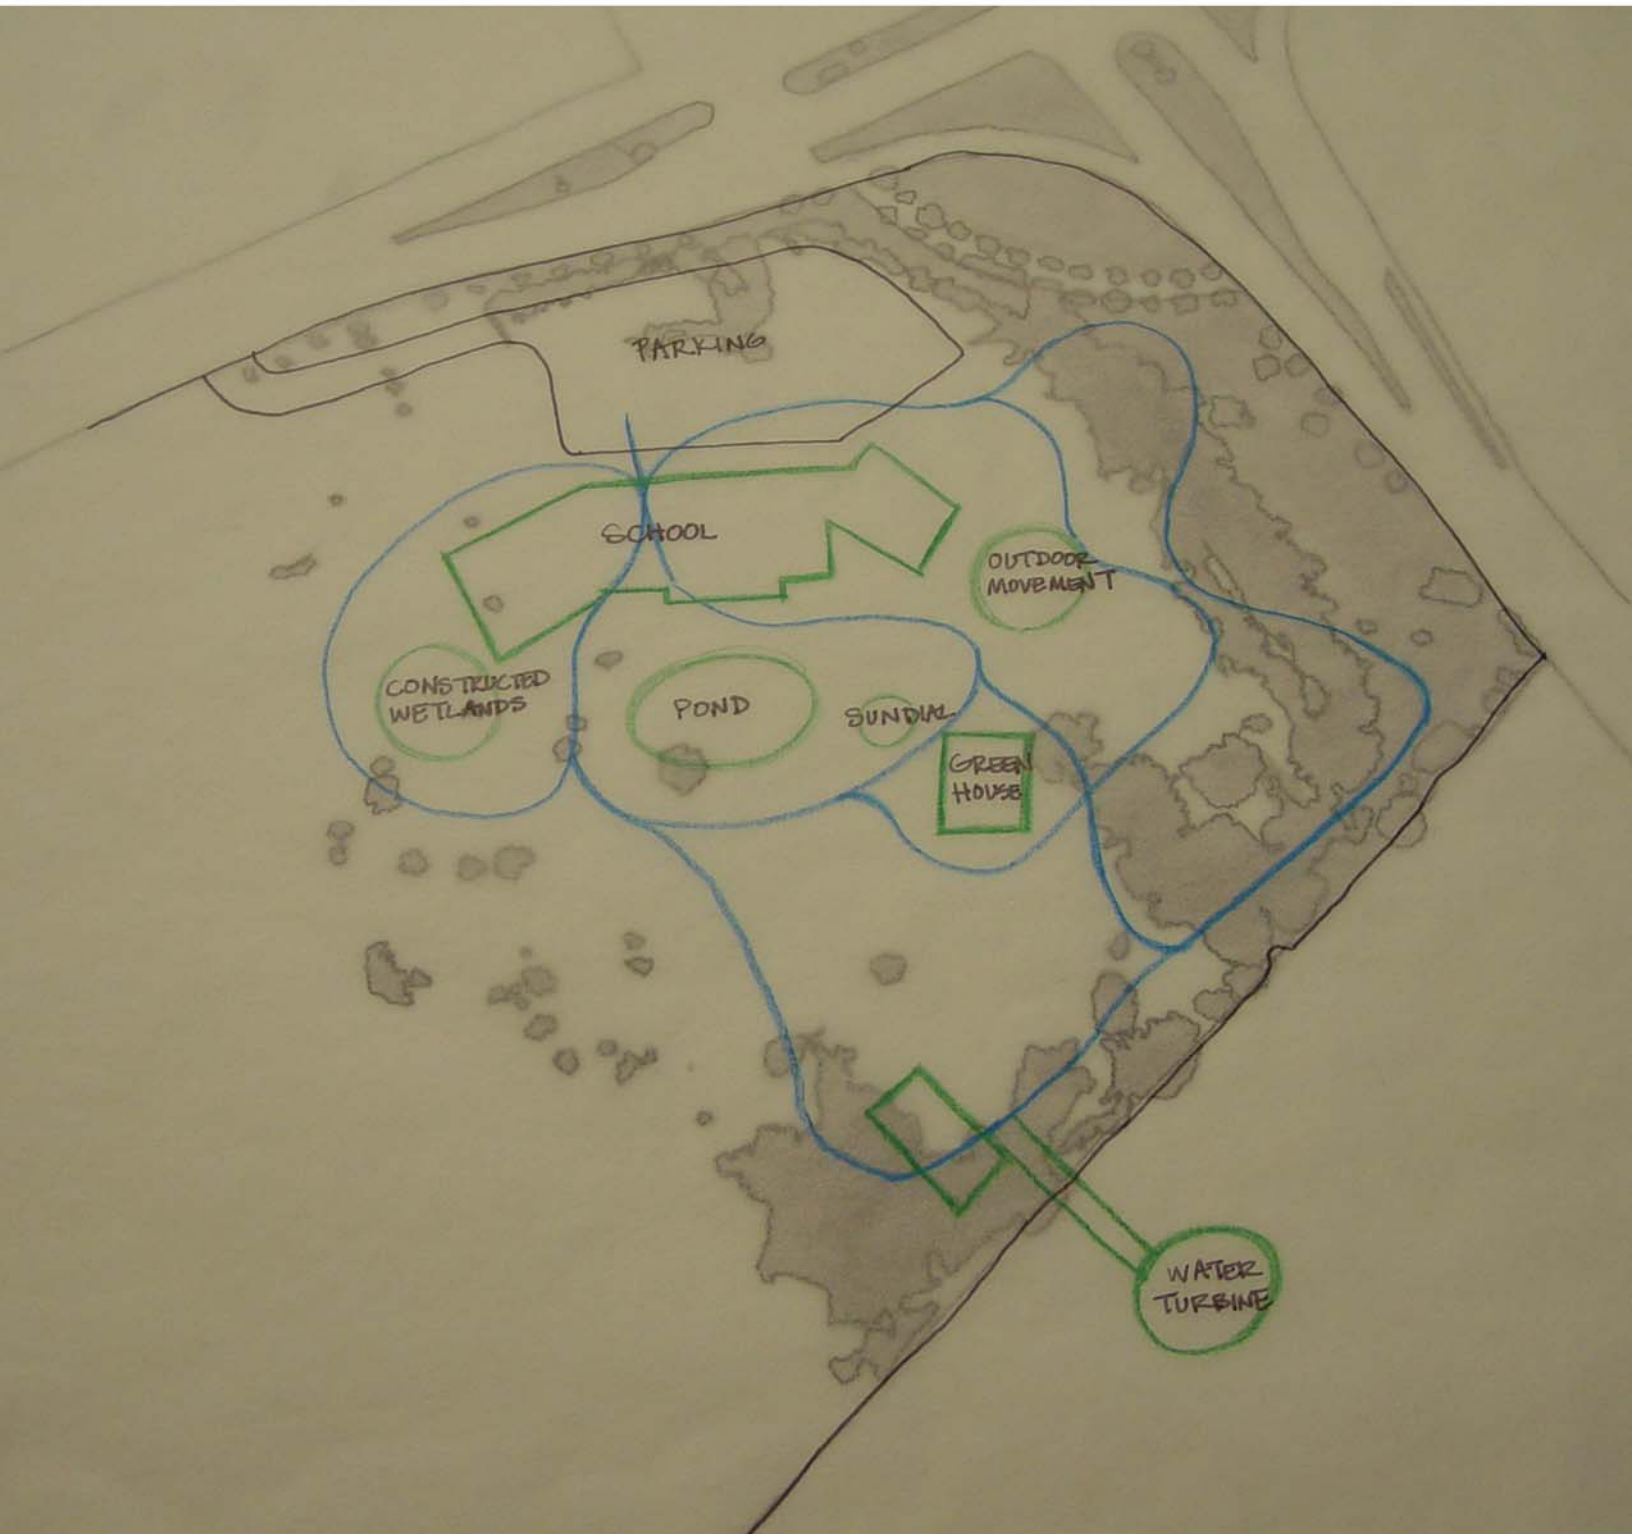 PARKING
SCHOOL
OUTDOOR
MOVEMENT
CONSTRUCTED
WETLANDS
POND
SUNDIAL
GREEN
HOUSE
WATER
TURBINE